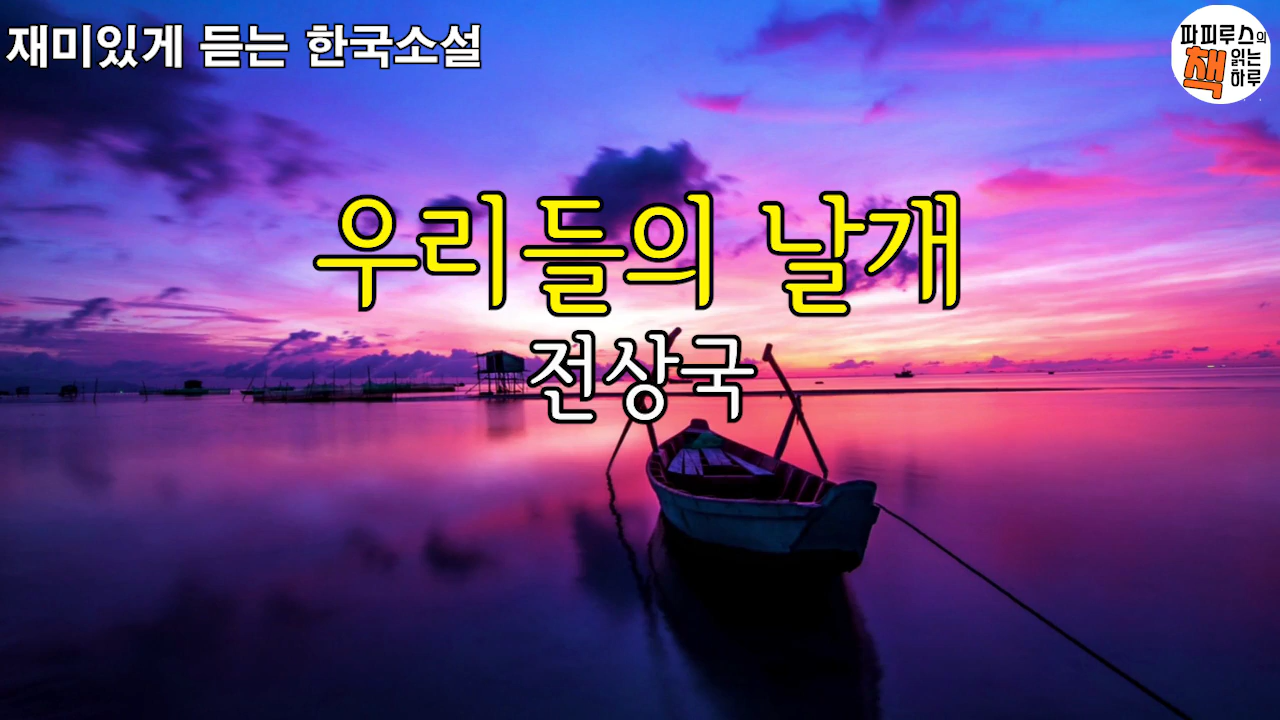 재미있게 듣는 한국소설
파피루스의
책 읽는
하루
우리들의 날개
전상국